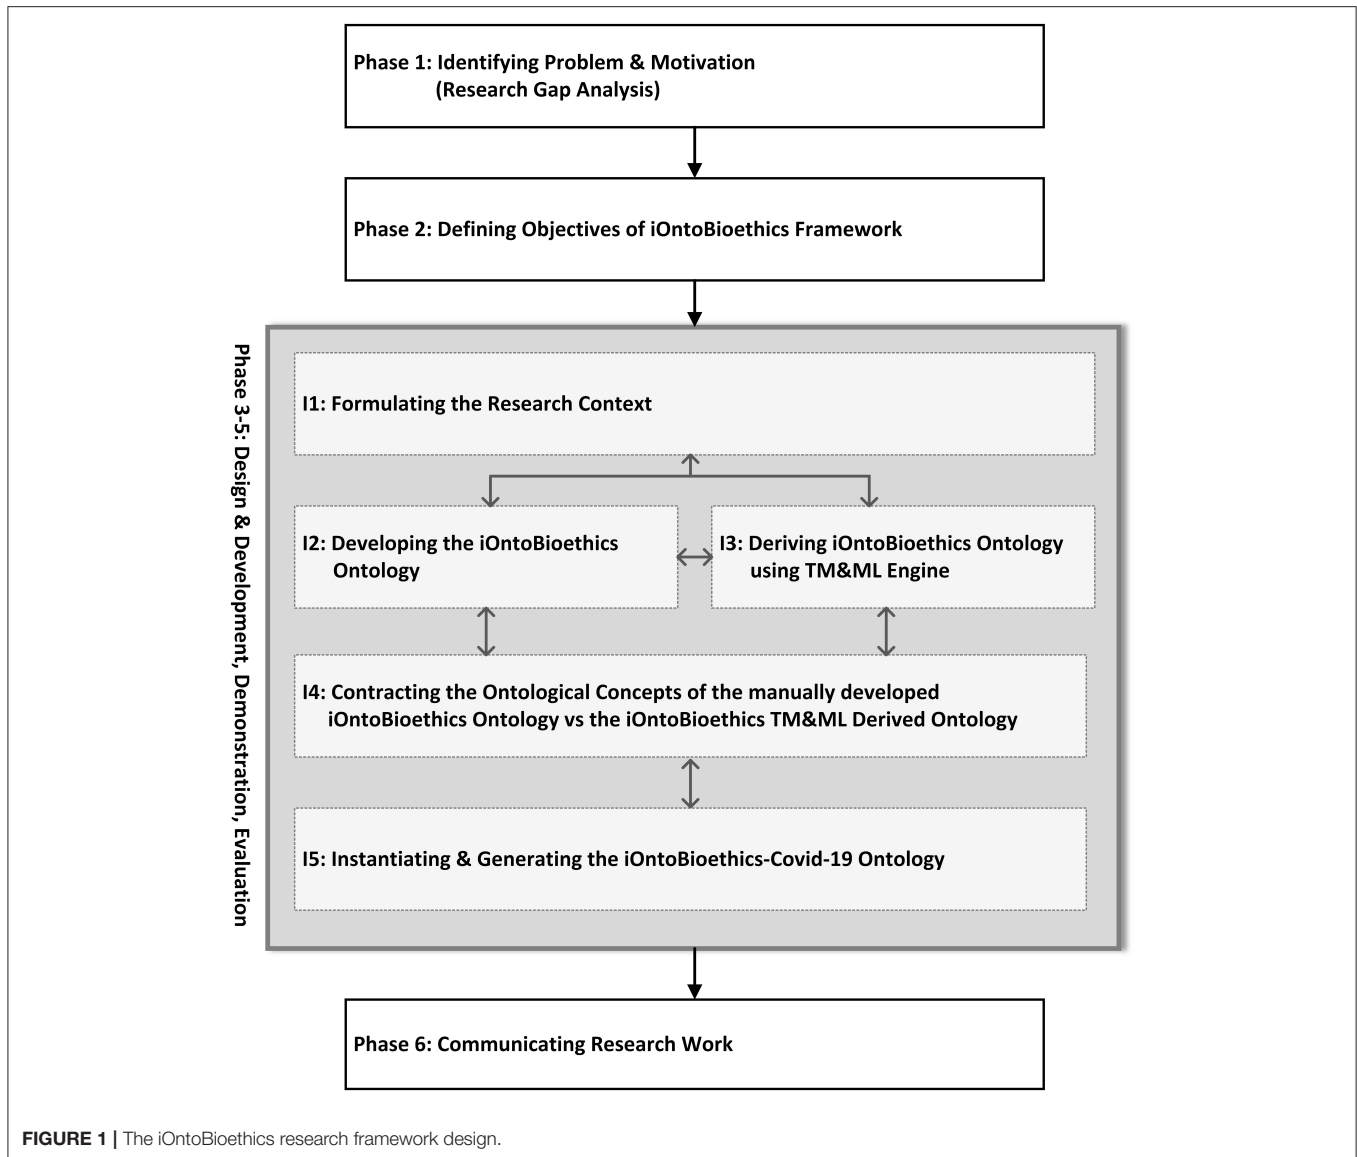 Phase 1: Identifying Problem & Motivation
(Research Gap Analysis)
Phase 2: Defining Objectives of iOntoBioethics Framework
Phase 3-5: Design & Development, Demonstration, Evaluation
I1: Formulating the Research Context
I2: Developing the iOntoBioethics
Ontology
I3: Deriving iOntoBioethics Ontology
using TM&ML Engine
I4: Contracting the Ontological Concepts of the manually developed
iOntoBioethics Ontology vs the iOntoBioethics TM&ML Derived Ontology
I5: Instantiating & Generating the iOntoBioethics-Covid-19 Ontology
Phase 6: Communicating Research Work
FIGURE 1 | The iOntoBioethics research framework design.